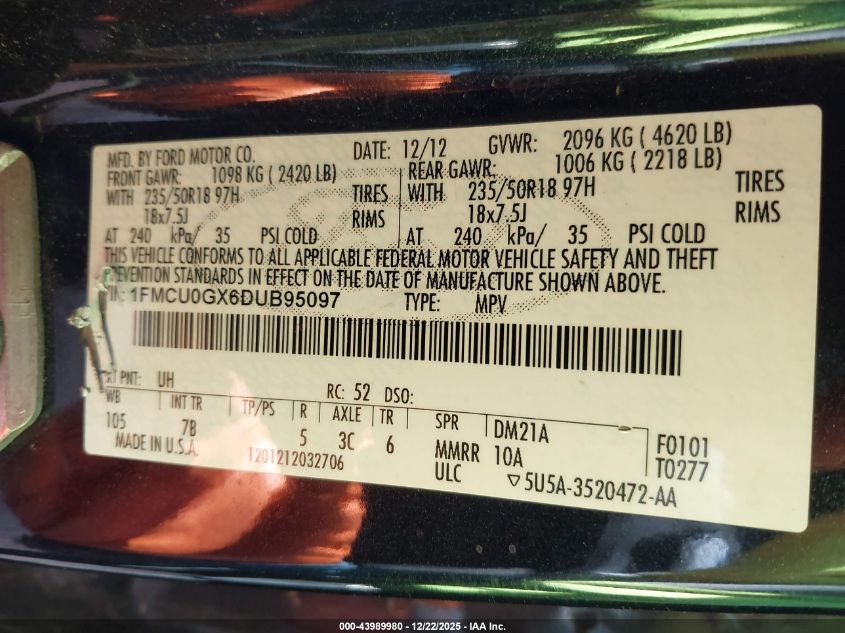 MFD. BY FORD MOTOR CO. DATE: 12/12 GVWR: 2096 KG ( 4620 LB)
FRONT GAWR: 1098 KG ( 2420 LB) REAR GAWR: 1006 KG ( 2218 LB)
WITH 235/50R18 97H TIRES WITH 235/50R18 97H TIRES
18x7.5J RIMS 18x7.5J RIMS
AT 240 kPa/ 35 PSI COLD AT 240 kPa/ 35 PSI COLD
THIS VEHICLE CONFORMS TO ALL APPLICABLE FEDERAL MOTOR VEHICLE SAFETY AND THEFT
PREVENTION STANDARDS IN EFFECT ON THE DATE OF MANUFACTURE SHOWN ABOVE.
1FMCU0GX6DUB95097 TYPE: MPV
PNT: UH RC: 52 DSO:
WB INT TR TP/PS R AXLE TR SPR DM21A F0101
105 7B 5 3C 6 MMRR 10A T0277
MADE IN U.S.A. 1201212032706 ULC ▽5U5A-3520472-AA
000-43989980 - 12/22/2025 - IAA Inc.